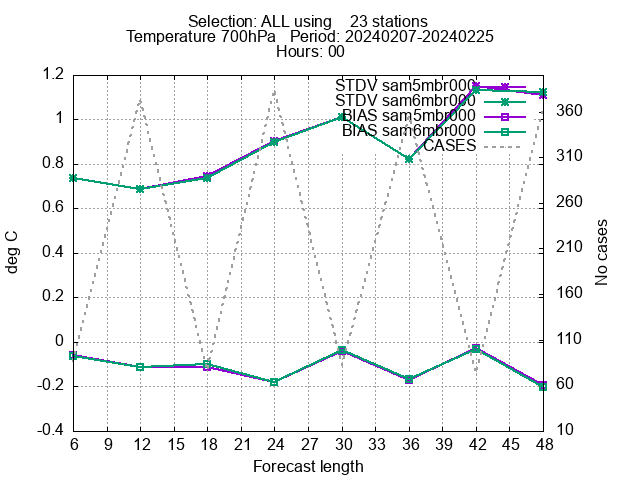 Selection: ALL using 23 stations
Temperature 700hPa Period: 20240207-20240225
Hours: 00
STDV sam5mbr000
STDV sam6mbr000
BIAS sam5mbr000
BIAS sam6mbr000
CASES
1.2
1
0.8
0.6
0.4
0.2
0
-0.2
-0.4
deg C
360
310
260
210
160
110
60
10
No cases
6 9 12 15 18 21 24 27 30 33 36 39 42 45 48
Forecast length